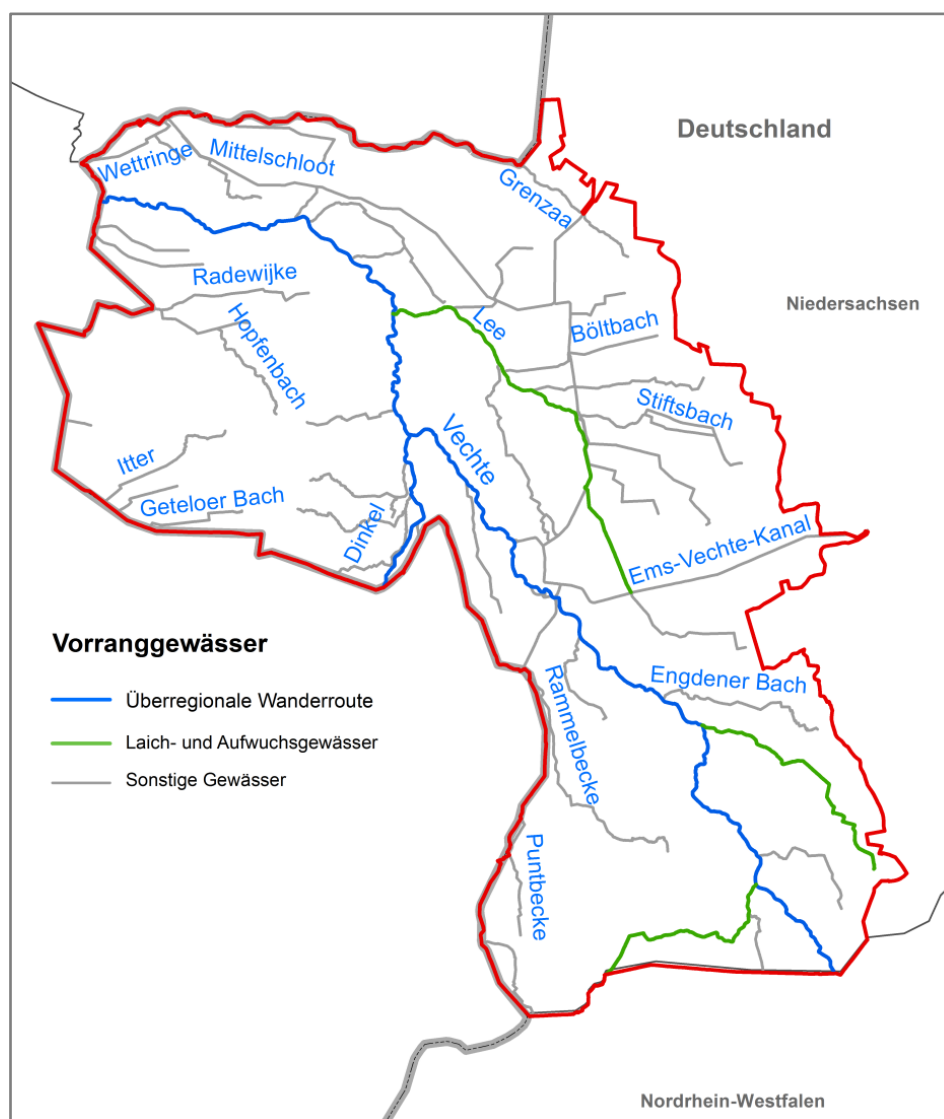 Deutschland
Wettringe
Mittelschloot
Grenzaa
Radewijke
Niedersachsen
Hopfenbach
Lee
Böltbach
Stiftsbach
Vechte
Itter
Geteloer Bach
Dinkel
Ems-Vechte-Kanal
Vorranggewässer
Überregionale Wanderroute
Laich- und Aufwuchsgewässer
Sonstige Gewässer
Engdener Bach
Rammelbecke
Puntbecke
Nordrhein-Westfalen